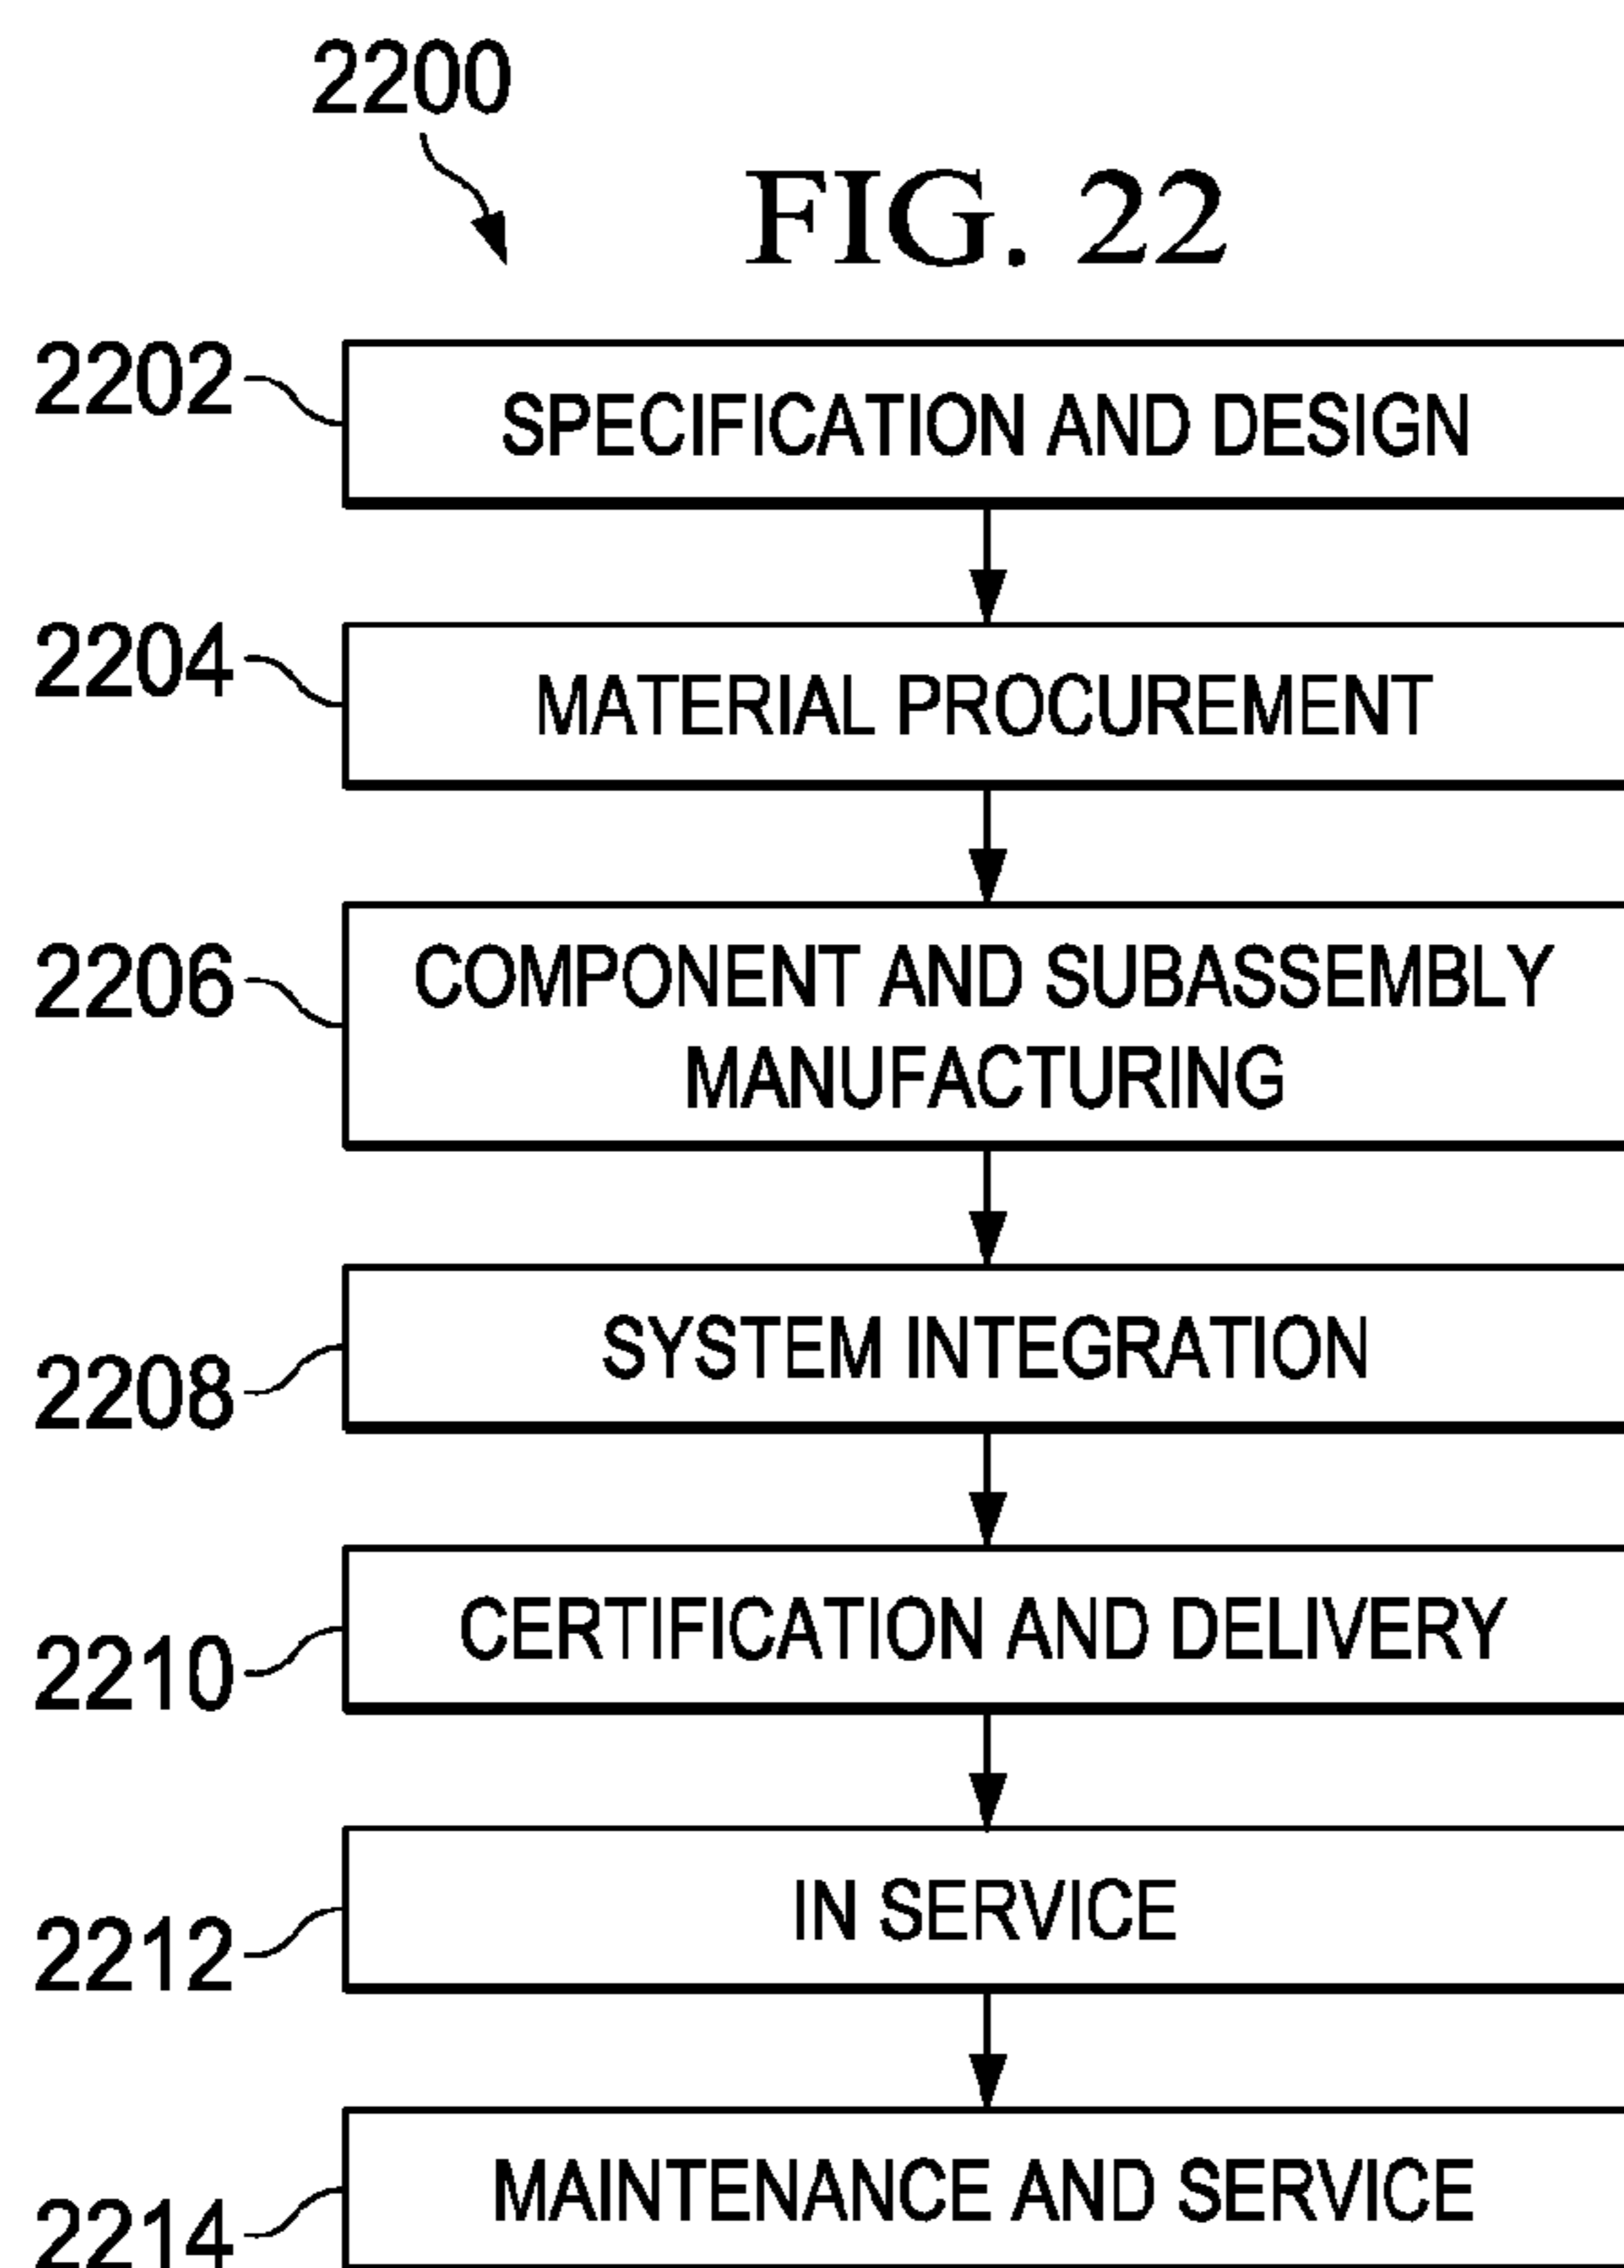 2200
FIG. 22
2202
SPECIFICATION AND DESIGN
2204
MATERIAL PROCUREMENT
2206
COMPONENT AND SUBASSEMBLY
MANUFACTURING
2208
SYSTEM INTEGRATION
2210
CERTIFICATION AND DELIVERY
2212
IN SERVICE
2214
MAINTENANCE AND SERVICE